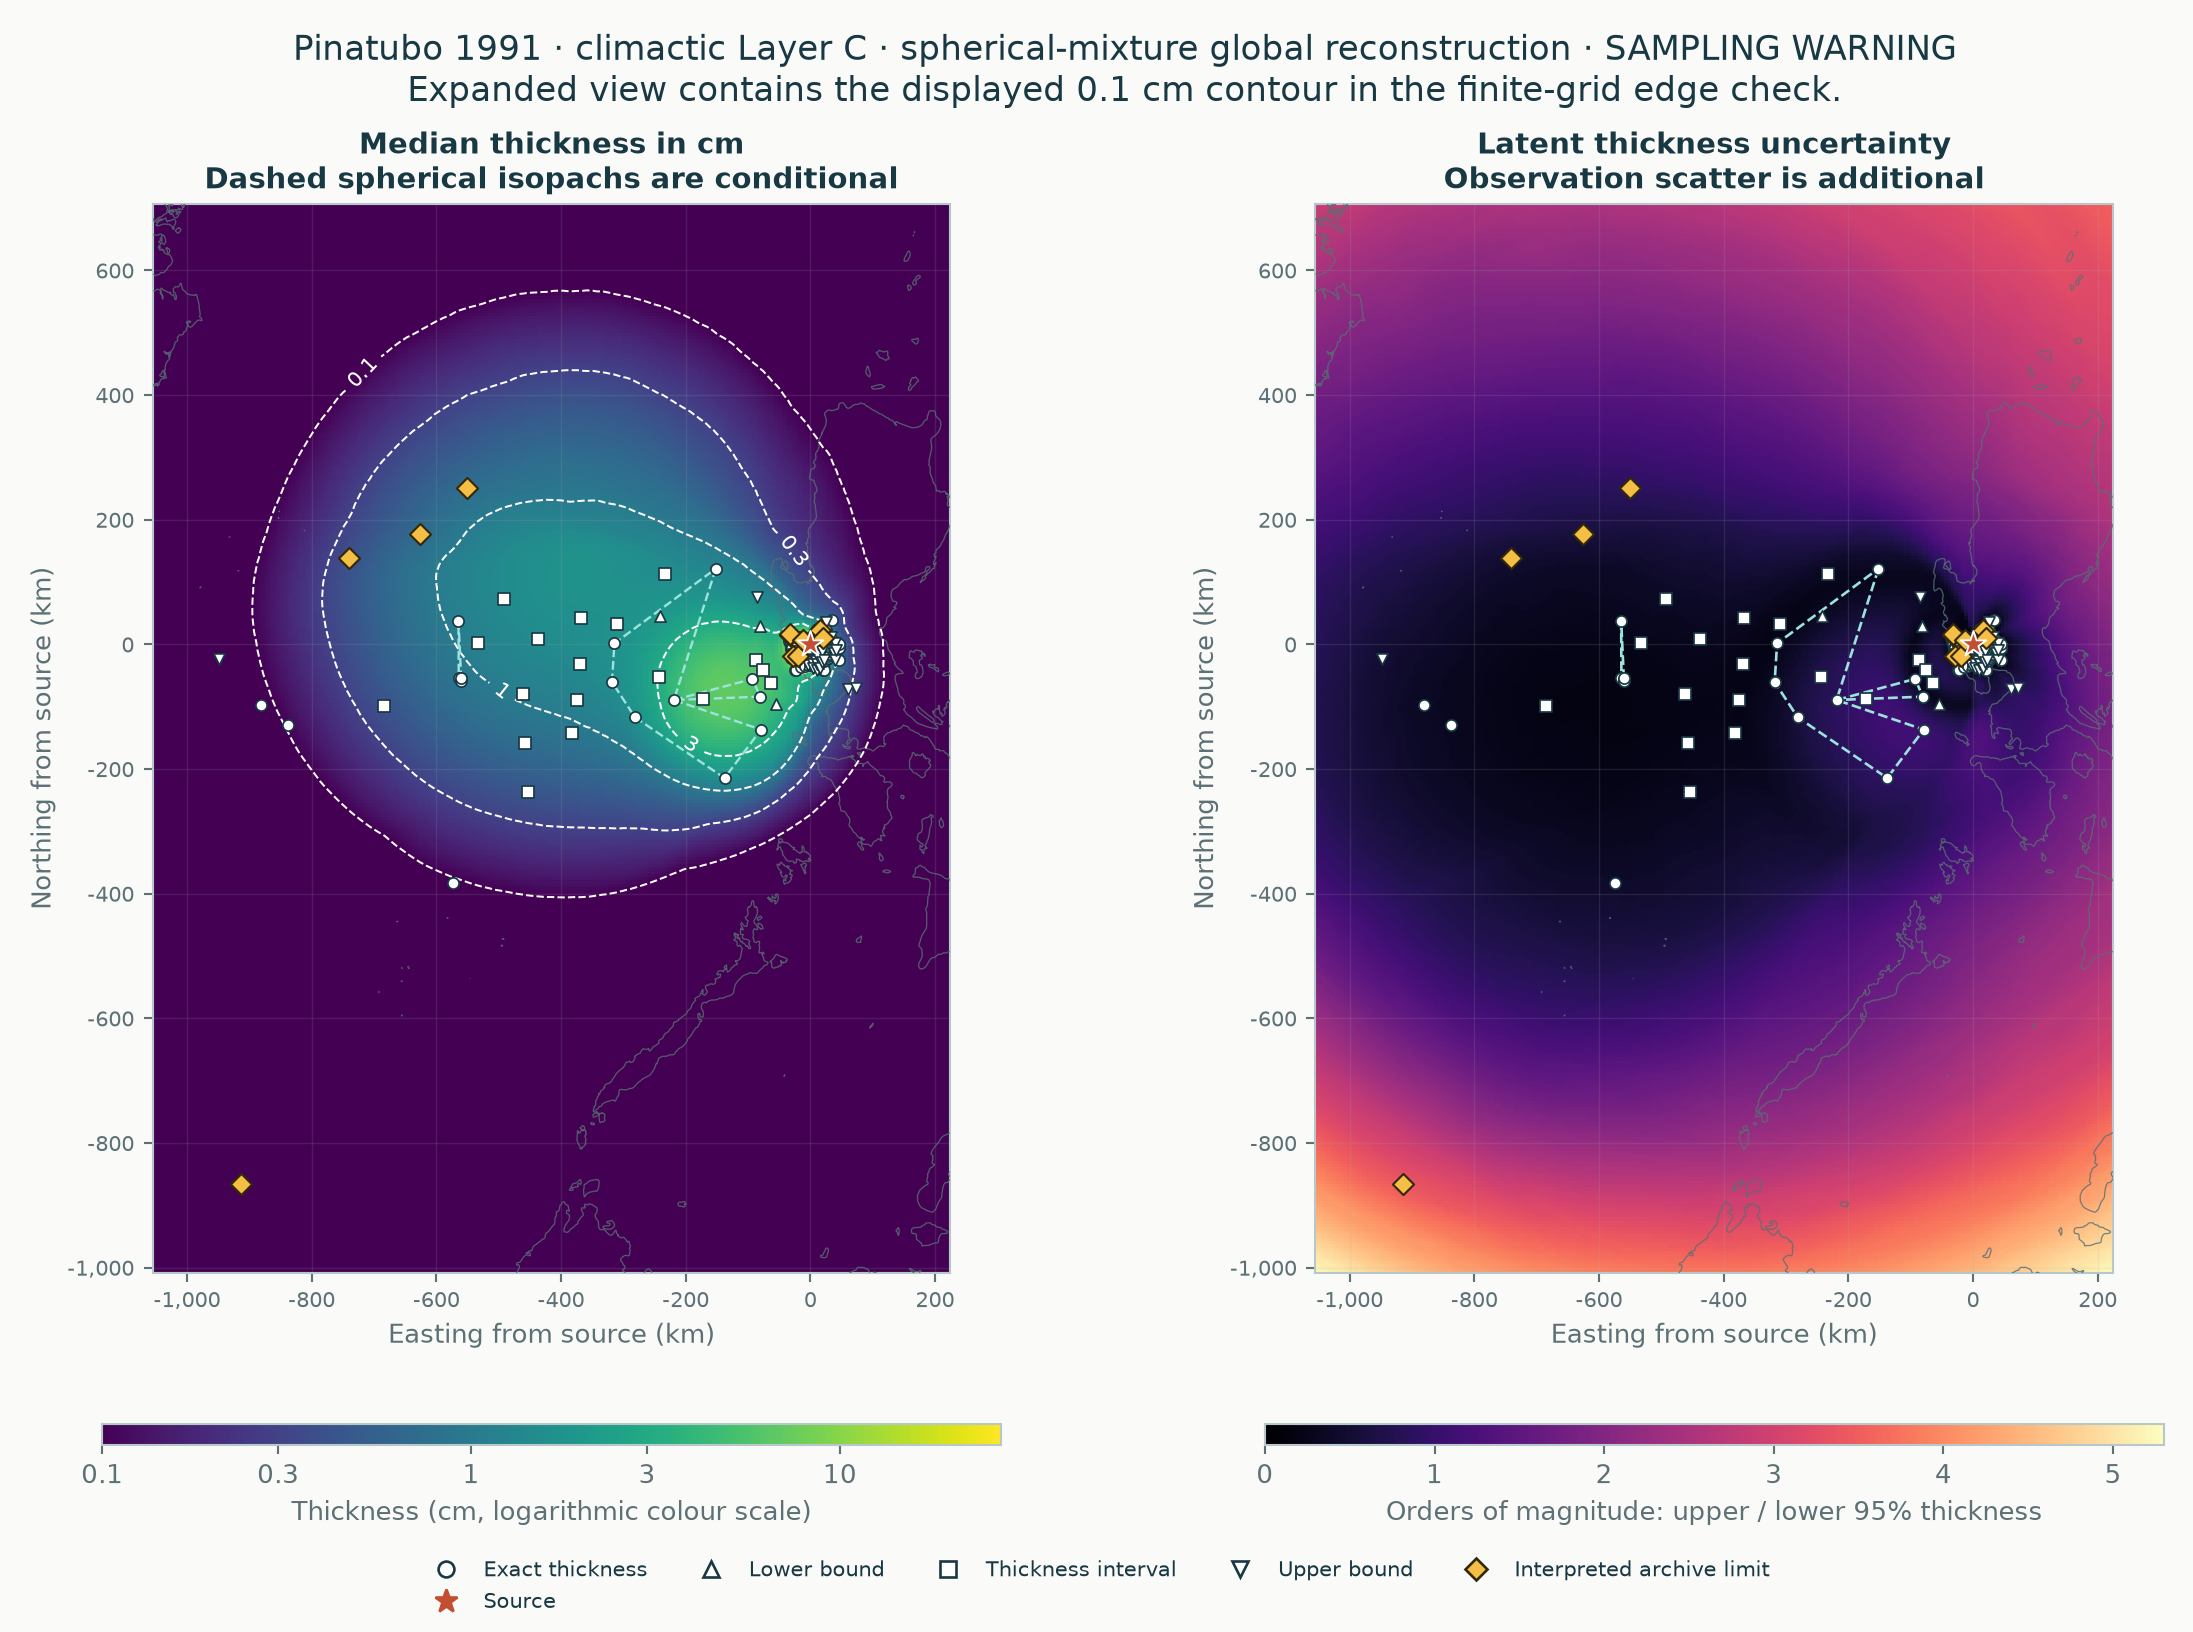 Pinatubo 1991 · climactic Layer C · spherical-mixture global reconstruction · SAMPLING WARNING
Expanded view contains the displayed 0.1 cm contour in the finite-grid edge check.
Median thickness in cm
Dashed spherical isopachs are conditional
Northing from source (km)
600
400
200
0
-200
-400
-600
-800
-1,000
0.1
0.3
1
3
-1,000
-800
-600
-400
-200
0
200
Easting from source (km)
0.1
0.3
1
3
10
Thickness (cm, logarithmic colour scale)
Latent thickness uncertainty
Observation scatter is additional
Northing from source (km)
600
400
200
0
-200
-400
-600
-800
-1,000
-1,000
-800
-600
-400
-200
0
200
Easting from source (km)
0
1
2
3
4
5
Orders of magnitude: upper / lower 95% thickness
Exact thickness
Lower bound
Thickness interval
Upper bound
Interpreted archive limit
Source